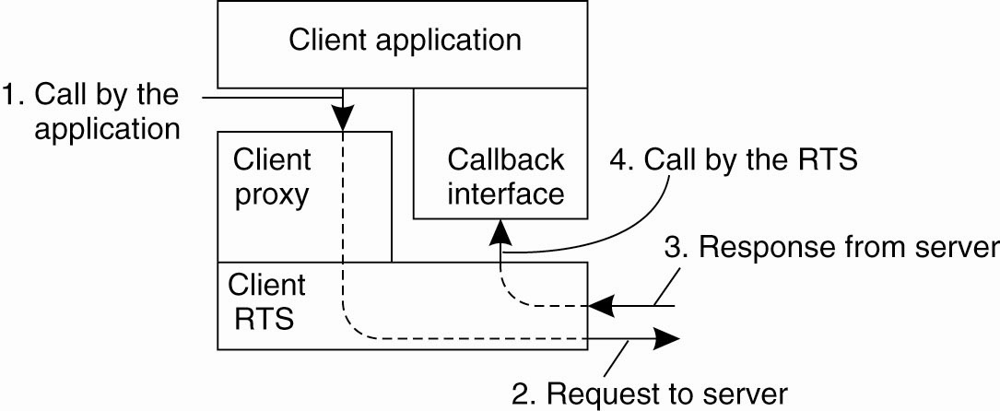 Client application
1. Call by the
application
Client
proxy
Callback
interface
4. Call by the RTS
3. Response from server
Client
RTS
2. Request to server